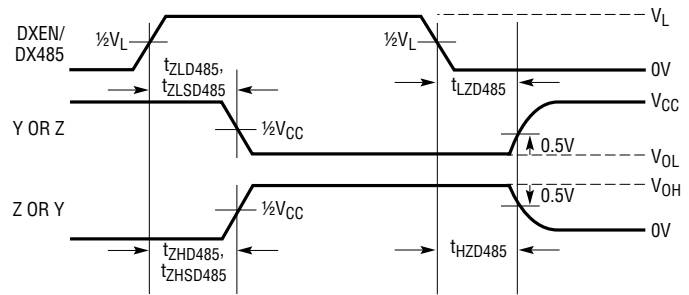 DXEN/
DX485
½VL
½VL
VL
0V
tZLD485,
tZLSD485
tLZD485
Y OR Z
½VCC
VCC
0.5V
VOL
Z OR Y
½VCC
VOH
0.5V
0V
tZHD485,
tZHSD485
tHZD485